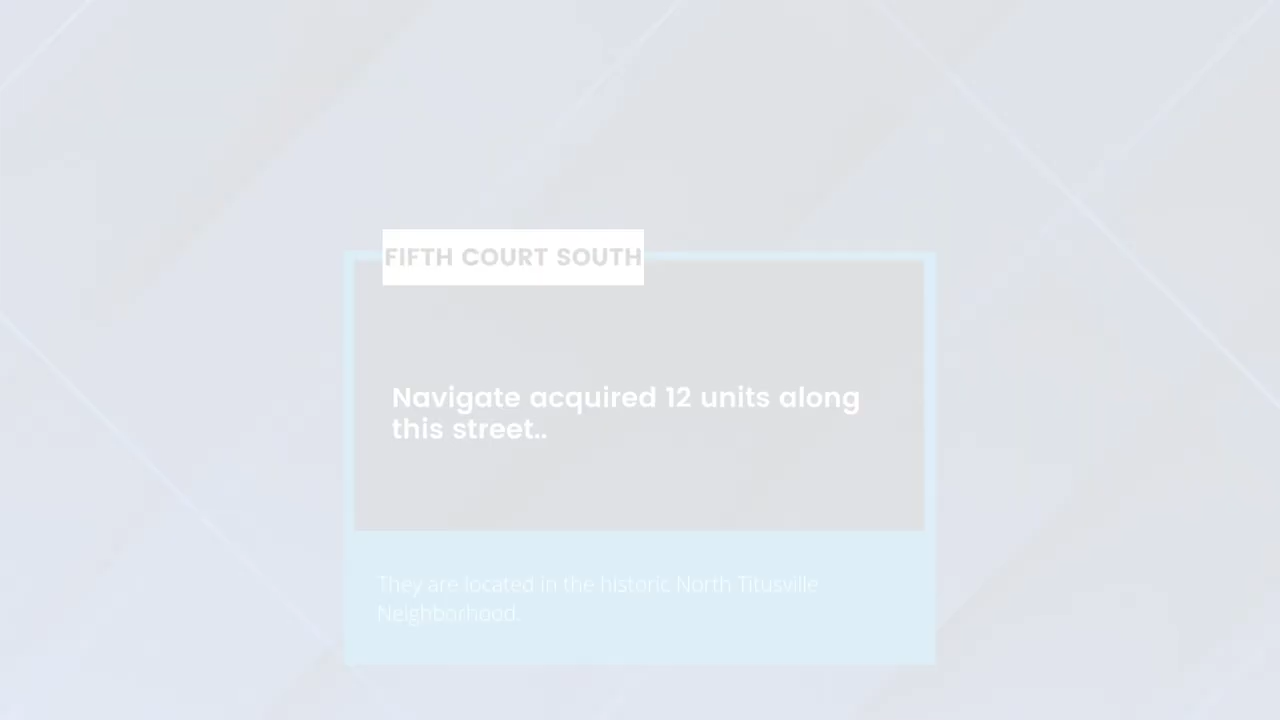 FIFTH COURT SOUTH
Navigate acquired 12 units along
this street..
They are located in the historic North Titusville
Neighborhood.